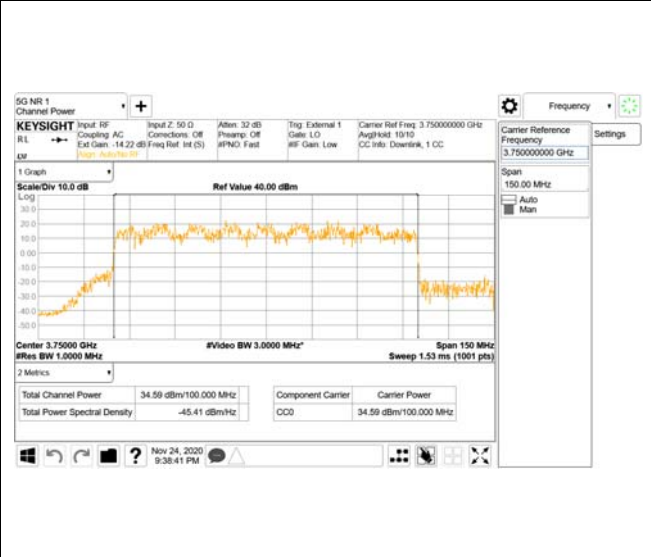 5G NR 1
Channel Power
Frequency
KEYSIGHT
Input: RF
Input Z: 50 Ω
Atten: 32 dB
Trig: External 1
Carrier Ref Freq: 3.750000000 GHz
R L
Coupling: AC
Corrections: Off
Preamp: Off
Gate: LO
Avg|Hold: 10/10
Ext Gain: -14.22 dB
Freq Ref: Int (S)
#PNO: Fast
#IF Gain: Low
CC Info: Downlink, 1 CC
Align: Auto/No RF
Carrier Reference
Frequency
3.750000000 GHz
Settings
Span
150.00 MHz
Auto
Man
1 Graph
Scale/Div 10.0 dB
Ref Value 40.00 dBm
Log
30.0
20.0
10.0
0.00
-10.0
-20.0
-30.0
-40.0
-50.0
Center 3.75000 GHz
#Video BW 3.0000 MHz*
Span 150 MHz
#Res BW 1.0000 MHz
Sweep 1.53 ms (1001 pts)
2 Metrics
Total Channel Power
34.59 dBm/100.000 MHz
Component Carrier
Carrier Power
Total Power Spectral Density
-45.41 dBm/Hz
CC0
34.59 dBm/100.000 MHz
?
Nov 24, 2020
9:38:41 PM